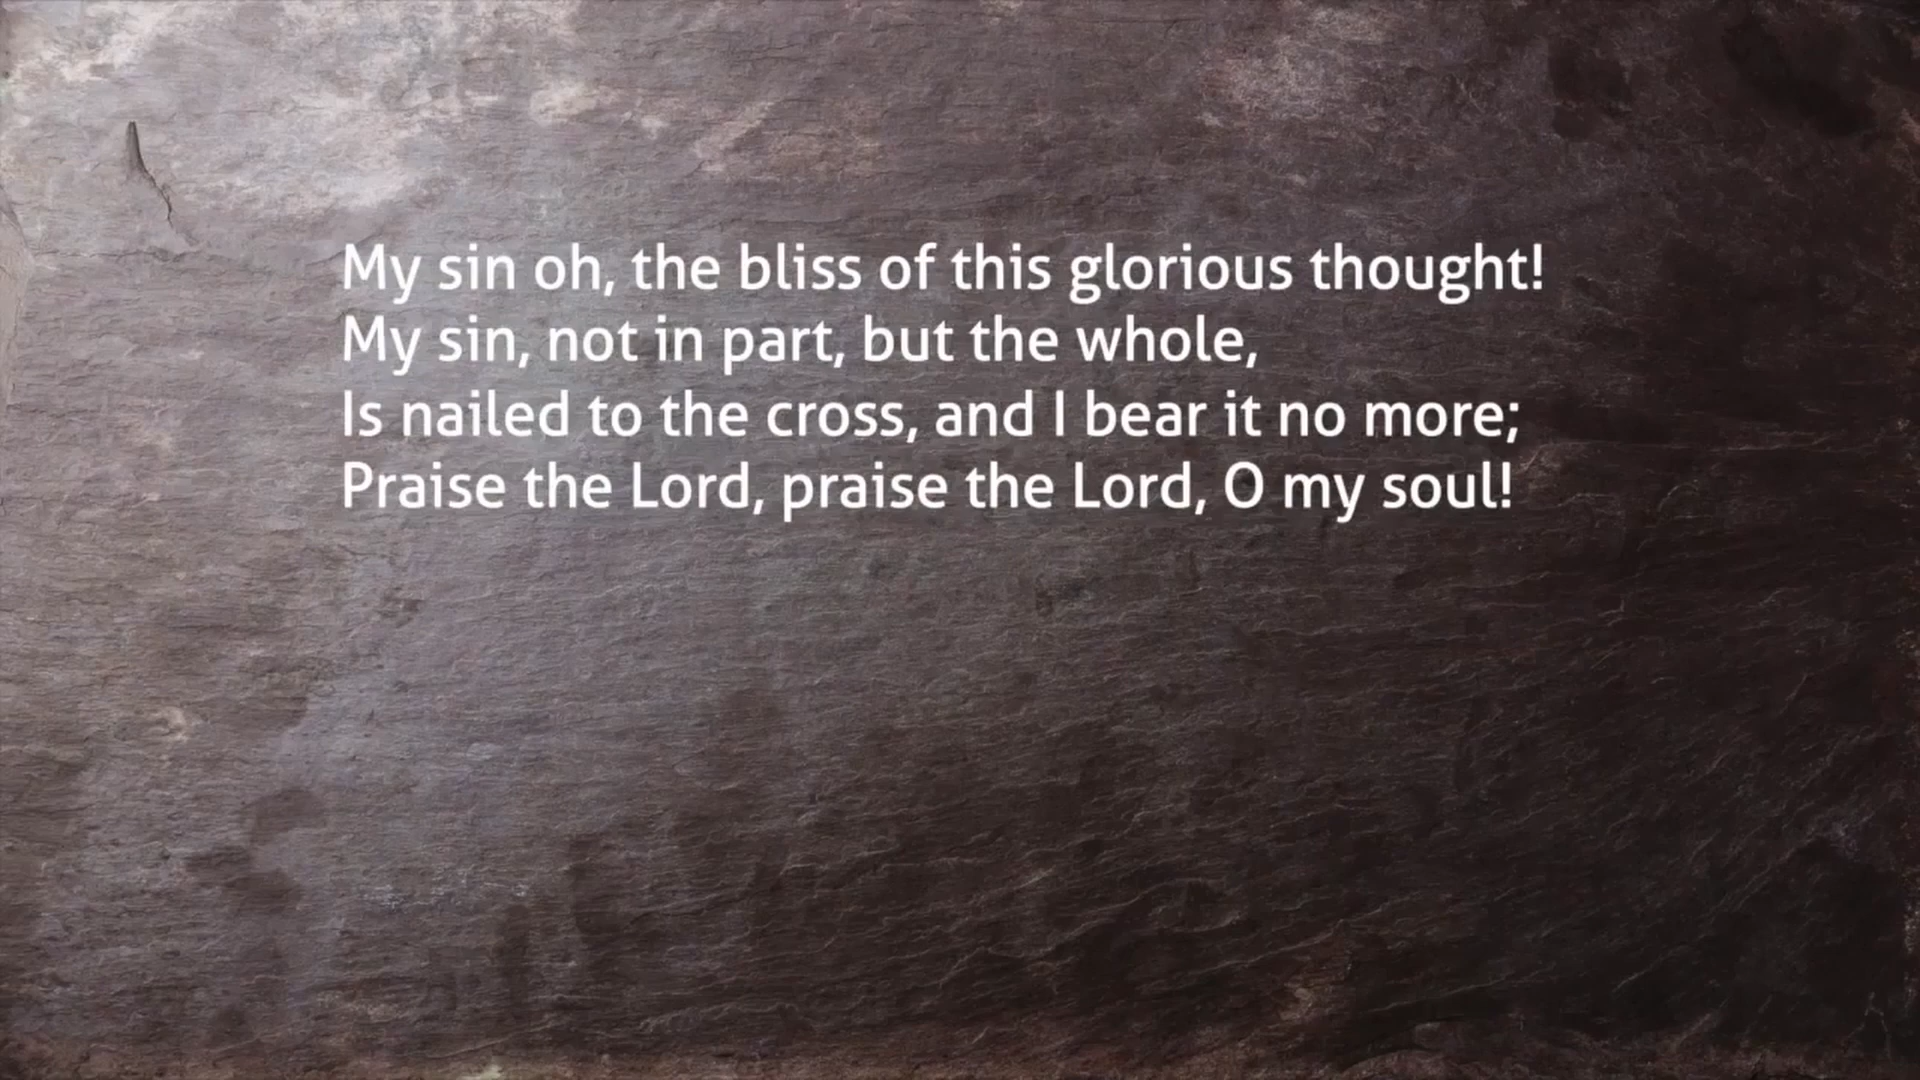 My sin oh, the bliss of this glorious thought!
My sin, not in part, but the whole,
Is nailed to the cross, and I bear it no more;
Praise the Lord, praise the Lord, O my soul!